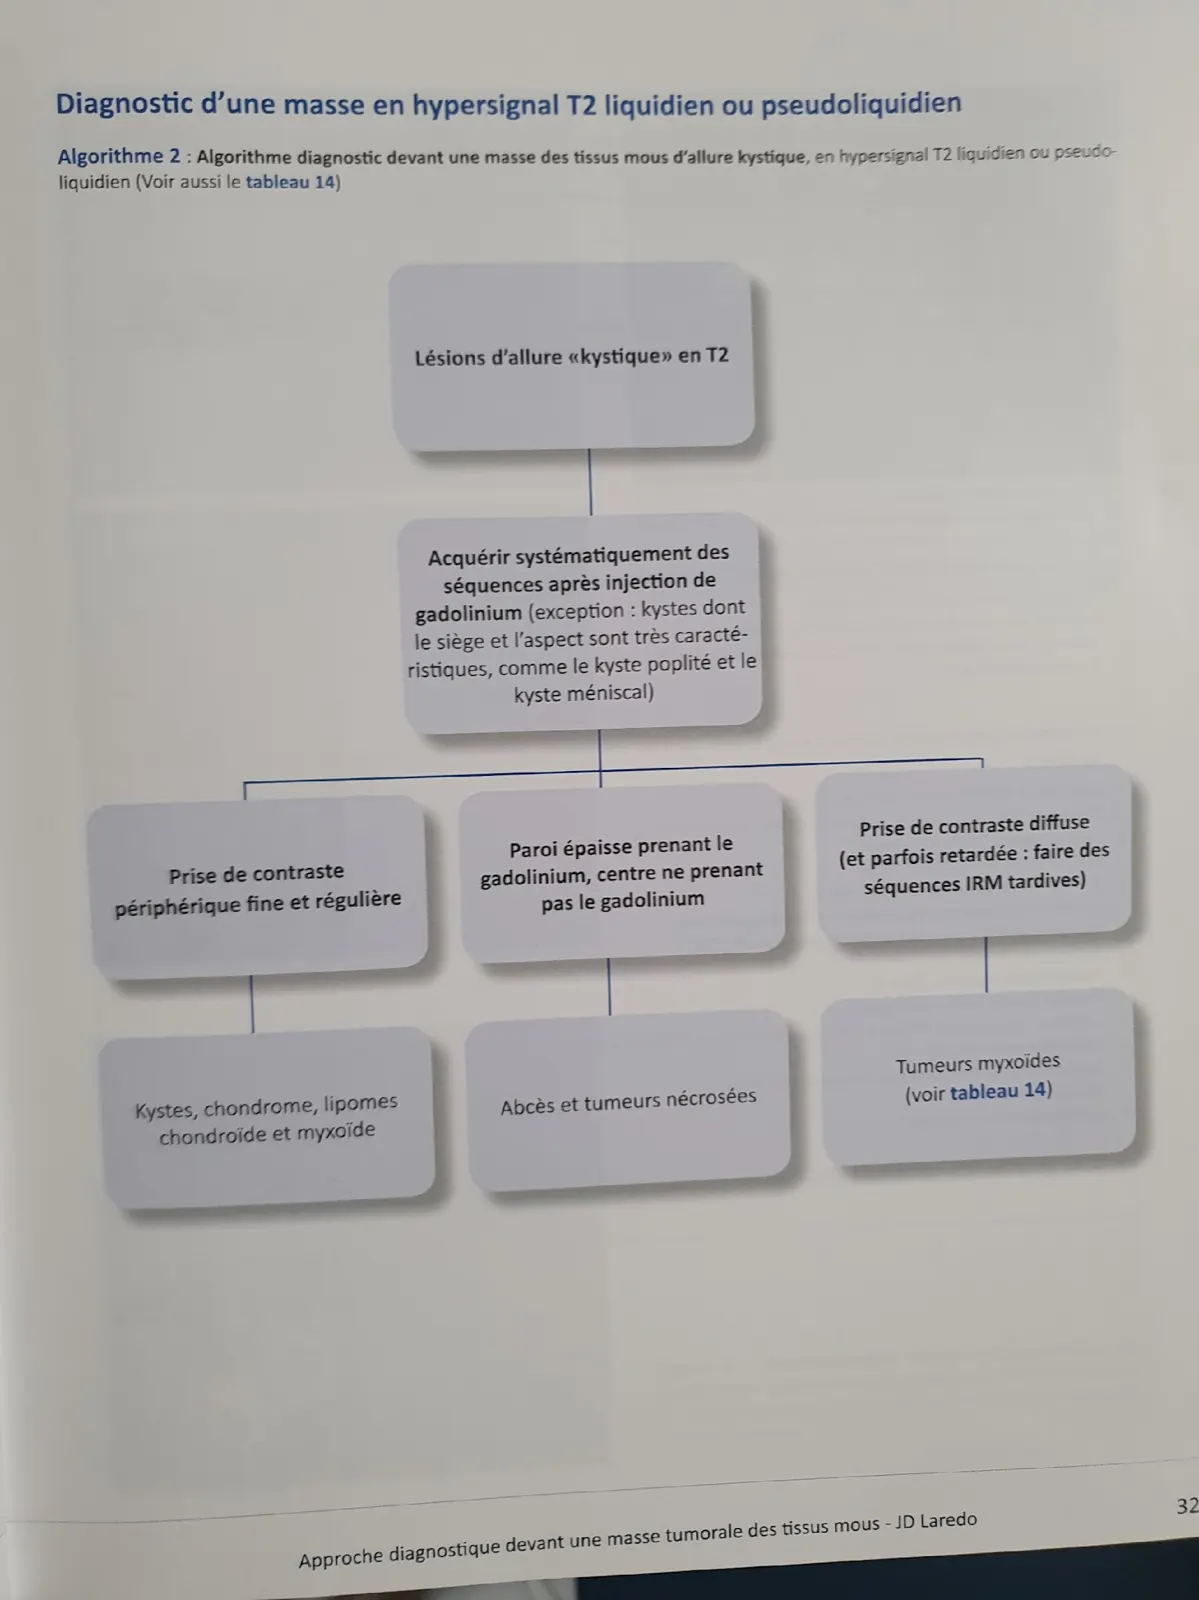 Diagnostic d'une masse en hypersignal T2 liquidien ou pseudoliquidien
Algorithme 2 : Algorithme diagnostic devant une masse des tissus mous d'allure kystique, en hypersignal T2 liquidien ou pseudo-
liquidien (Voir aussi le tableau 14)
Lésions d'allure «kystique» en T2
Acquérir systématiquement des
séquences après injection de
gadolinium (exception : kystes dont
le siège et l'aspect sont très caracté-
ristiques, comme le kyste poplité et le
kyste méniscal)
Prise de contraste
périphérique fine et régulière
Paroi épaisse prenant le
gadolinium, centre ne prenant
pas le gadolinium
Prise de contraste diffuse
(et parfois retardée : faire des
séquences IRM tardives)
Kystes, chondrome, lipomes
chondroïde et myxoïde
Abcès et tumeurs nécrosées
Tumeurs myxoïdes
(voir tableau 14)
Approche diagnostique devant une masse tumorale des tissus mous - JD Laredo
32